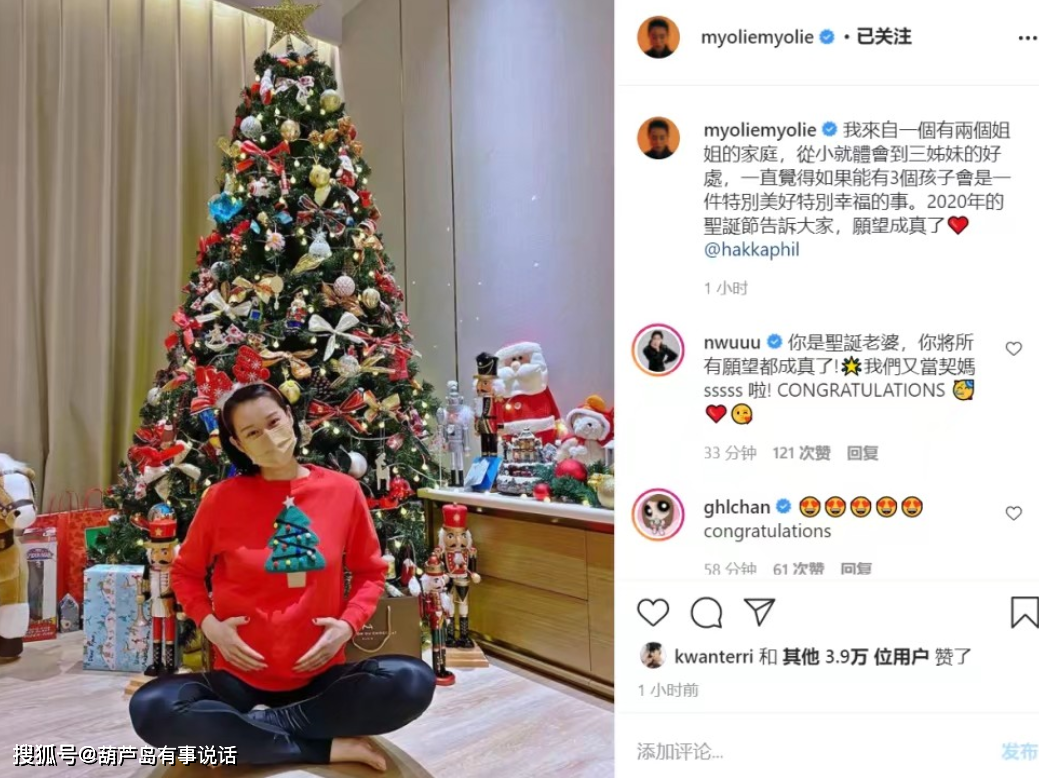 myoliemyolie • 已关注
myoliemyolie 我來自一個有兩個姐
姐的家庭，從小就體會到三姊妹的好
處，一直覺得如果能有3個孩子會是一
件特別美好特別幸福的事。2020年的
聖誕節告訴大家，願望成真了❤️
@hakkaphil
1 小时
nwuuu 你是聖誕老婆，你將所
有願望都成真了!🌟我們又當契媽
sssss 啦! CONGRATULATIONS 🥳
❤️😘
33 分钟 121 次赞 回复
ghlchan 😍😍😍😍😍
congratulations
58 分钟 61 次赞 回复
kwanterri 和 其他 3.9万 位用户 赞了
1 小时前
添加评论...
发布
搜狐号@葫芦岛有事说话